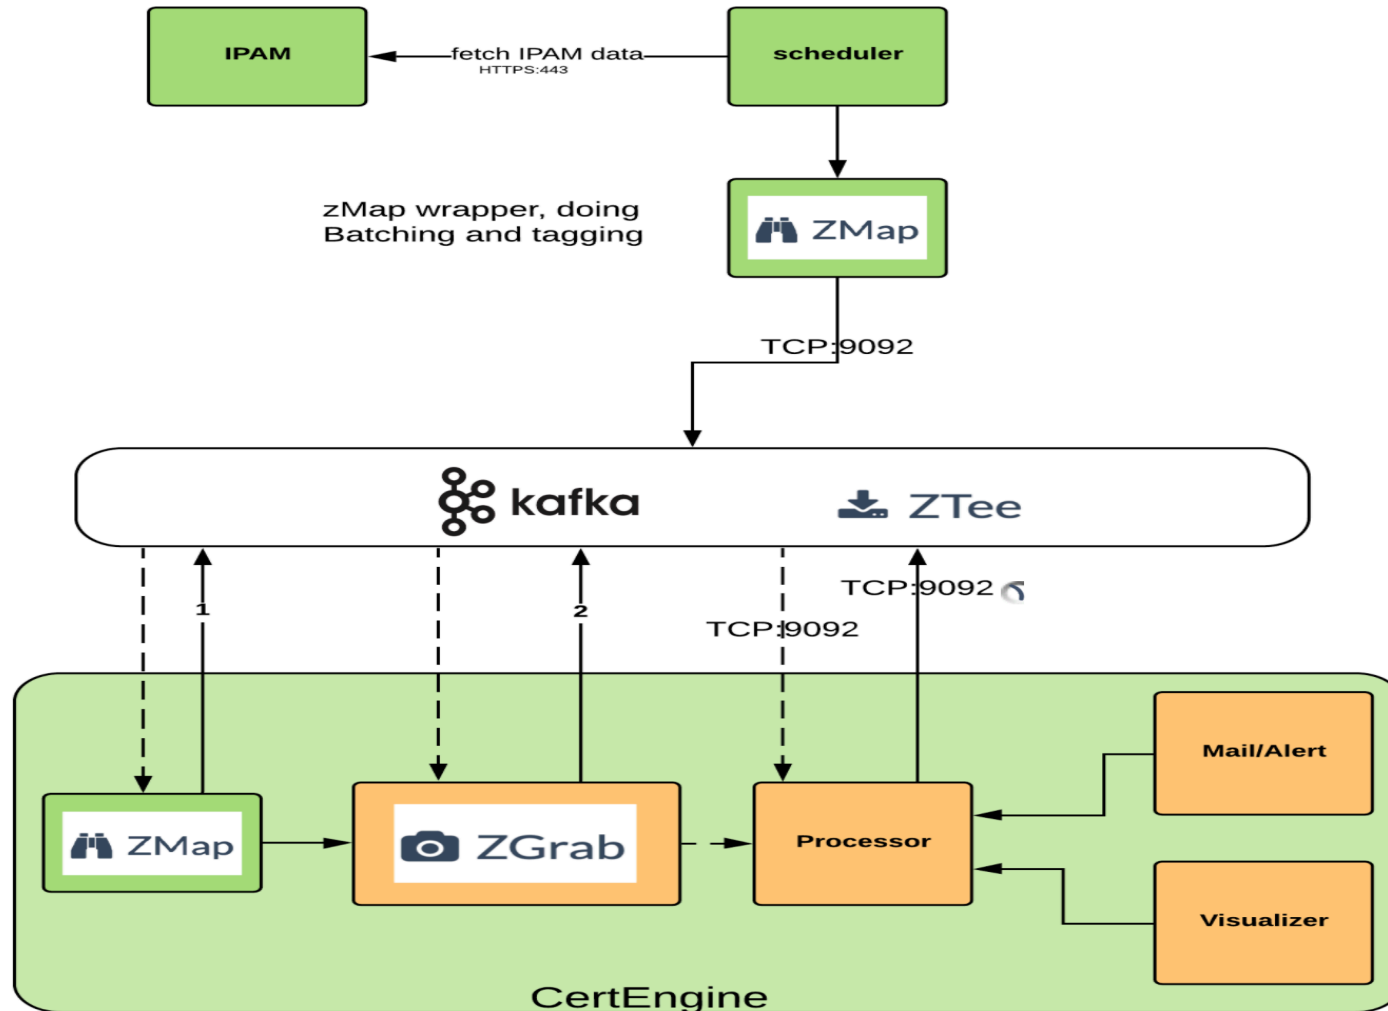 IPAM
fetch IPAM data
HTTPS:443
scheduler
zMap wrapper, doing
Batching and tagging
ZMap
TCP:9092
kafka
ZTee
1
2
TCP:9092
TCP:9092
ZMap
ZGrab
Processor
Mail/Alert
Visualizer
CertEngine